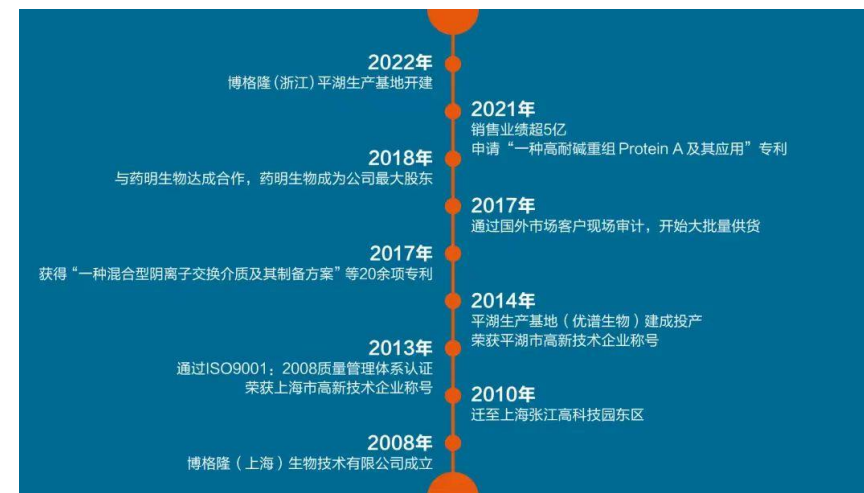 2022年
博格隆（浙江）平湖生产基地开建
2021年
销售业绩超5亿
申请“一种高耐碱重组 Protein A 及其应用”专利
2018年
与药明生物达成合作，药明生物成为公司最大股东
2017年
通过国外市场客户现场审计，开始大批量供货
2017年
获得“一种混合型阴离子交换介质及其制备方案”等20余项专利
2014年
平湖生产基地（优谱生物）建成投产
荣获平湖市高新技术企业称号
2013年
通过ISO9001：2008质量管理体系认证
荣获上海市高新技术企业称号
2010年
迁至上海张江高科技园东区
2008年
博格隆（上海）生物技术有限公司成立